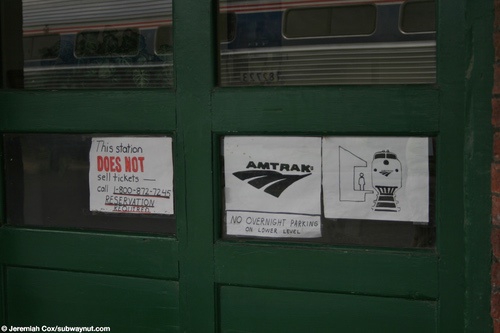 This station
DOES NOT
sell tickets —
call 1-800-872-7245
RESERVATION
REQUIRED
AMTRAK
NO OVERNIGHT PARKING
ON LOWER LEVEL
© Jeremiah Cox/subwaynut.com